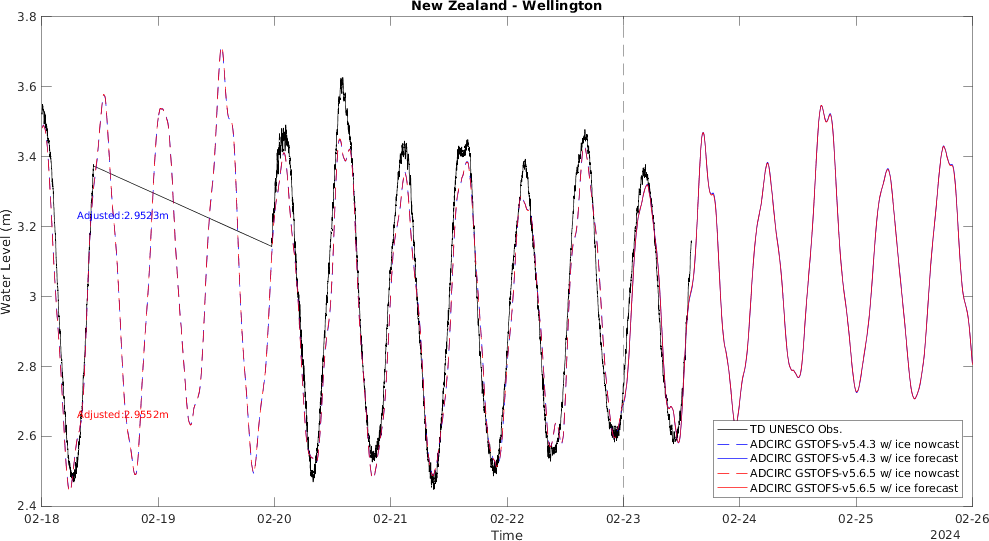 New Zealand - Wellington
3.8
3.6
3.4
3.2
3
2.8
2.6
2.4
Water Level (m)
Adjusted:2.9523m
Adjusted:2.9552m
TD UNESCO Obs.
ADCIRC GSTOFS-v5.4.3 w/ ice nowcast
ADCIRC GSTOFS-v5.4.3 w/ ice forecast
ADCIRC GSTOFS-v5.6.5 w/ ice nowcast
ADCIRC GSTOFS-v5.6.5 w/ ice forecast
02-18 02-19 02-20 02-21 02-22 02-23 02-24 02-25 02-26
Time
2024